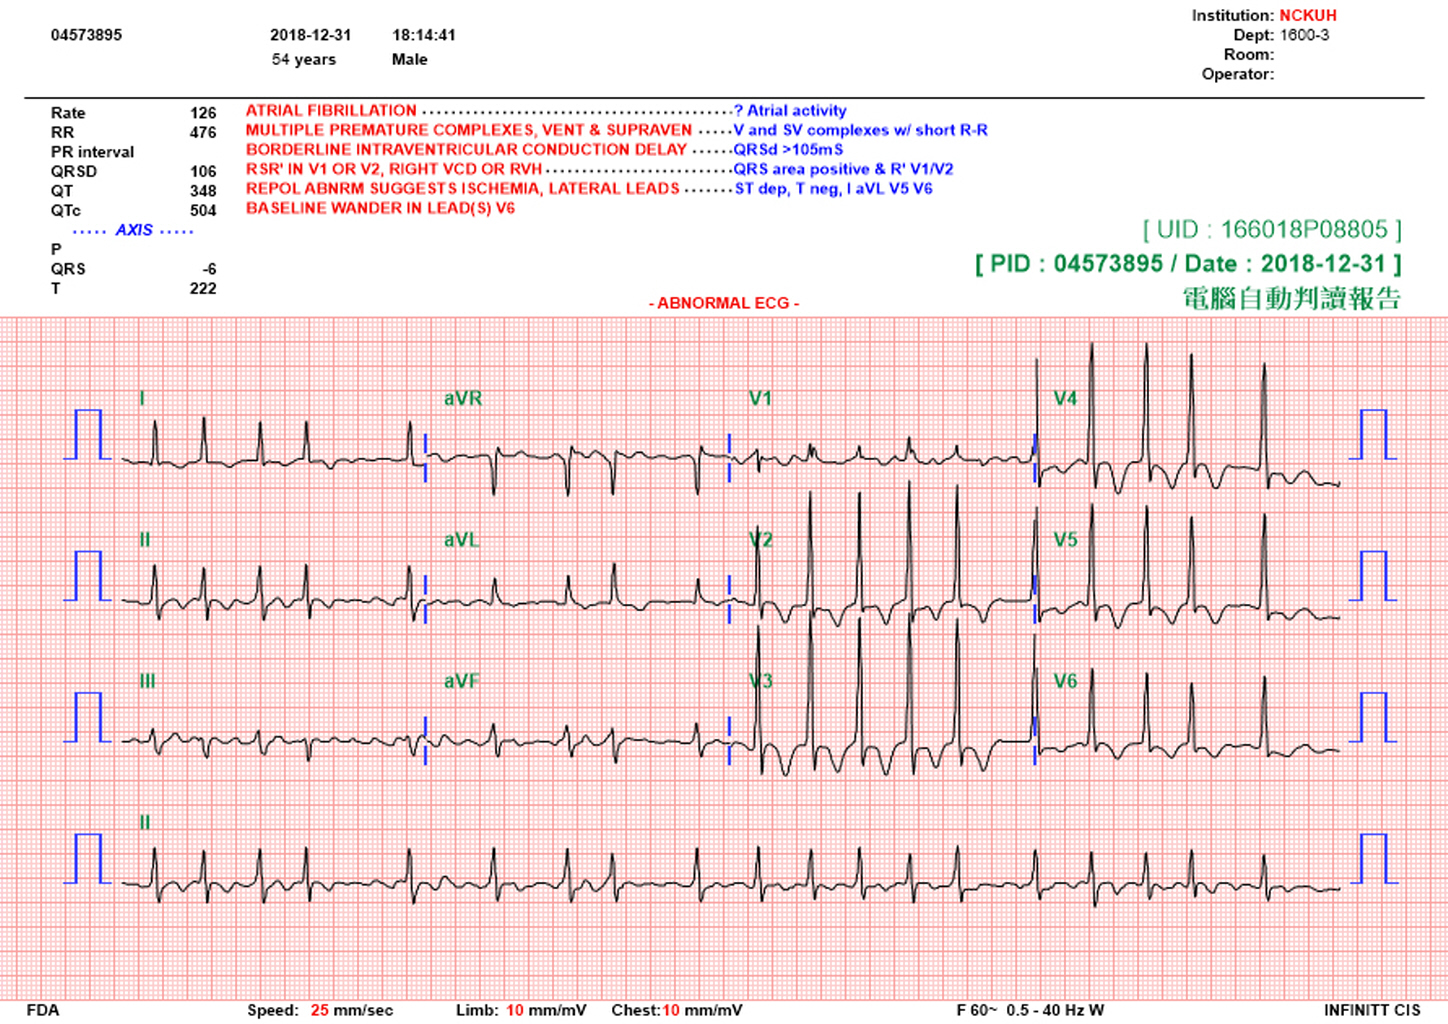 Institution: NCKUH
04573895 2018-12-31 18:14:41 Dept: 1600-3
54 years Male Room:
Operator:
Rate 126 ATRIAL FIBRILLATION ? Atrial activity
RR 476 MULTIPLE PREMATURE COMPLEXES, VENT & SUPRAVEN V and SV complexes w/ short R-R
PR interval BORDERLINE INTRAVENTRICULAR CONDUCTION DELAY QRSd >105mS
QRSD 106 RSR' IN V1 OR V2, RIGHT VCD OR RVH QRS area positive & R' V1/V2
QT 348 REPOL ABNRM SUGGESTS ISCHEMIA, LATERAL LEADS ST dep, T neg, I aVL V5 V6
QTc 504 BASELINE WANDER IN LEAD(S) V6
..... AXIS .....
[ UID : 166018P08805 ]
P
[ PID : 04573895 / Date : 2018-12-31 ]
QRS -6
T 222
電腦自動判讀報告
- ABNORMAL ECG -
I aVR V1 V4
II aVL V2 V5
III aVF V3 V6
II
FDA Speed: 25 mm/sec Limb: 10 mm/mV Chest:10 mm/mV F 60~ 0.5 - 40 Hz W INFINITT CIS